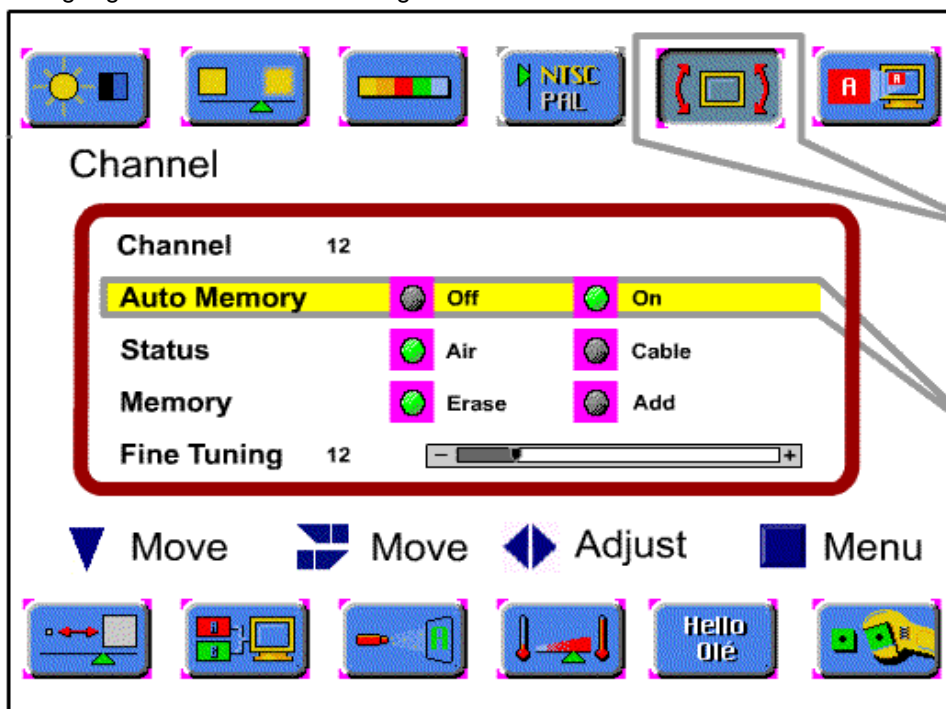 NTSC
PAL
A
A
Channel
Channel 12
Auto Memory Off On
Status Air Cable
Memory Erase Add
Fine Tuning 12 - +
Move Move Adjust Menu
A
Hello
Olé